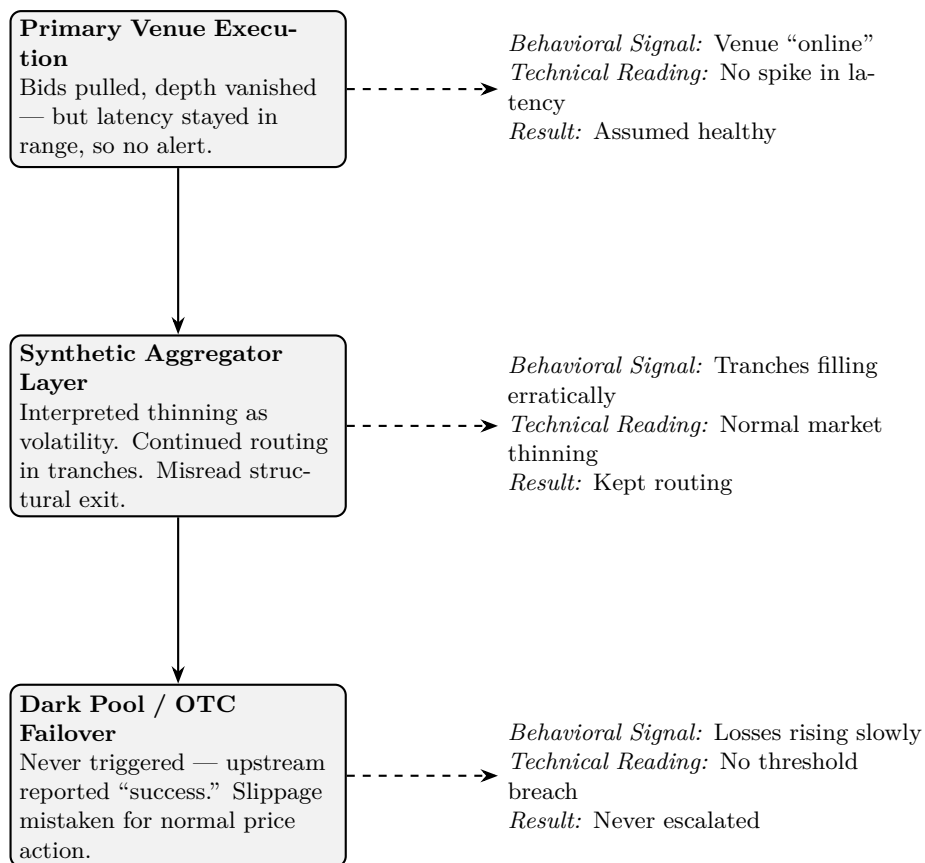 Primary Venue Execu-
tion
Bids pulled, depth vanished
— but latency stayed in
range, so no alert.
Behavioral Signal: Venue “online”
Technical Reading: No spike in la-
tency
Result: Assumed healthy
Synthetic Aggregator
Layer
Interpreted thinning as
volatility. Continued routing
in tranches. Misread struc-
tural exit.
Behavioral Signal: Tranches filling
erratically
Technical Reading: Normal market
thinning
Result: Kept routing
Dark Pool / OTC
Failover
Never triggered — upstream
reported “success.” Slippage
mistaken for normal price
action.
Behavioral Signal: Losses rising slowly
Technical Reading: No threshold
breach
Result: Never escalated